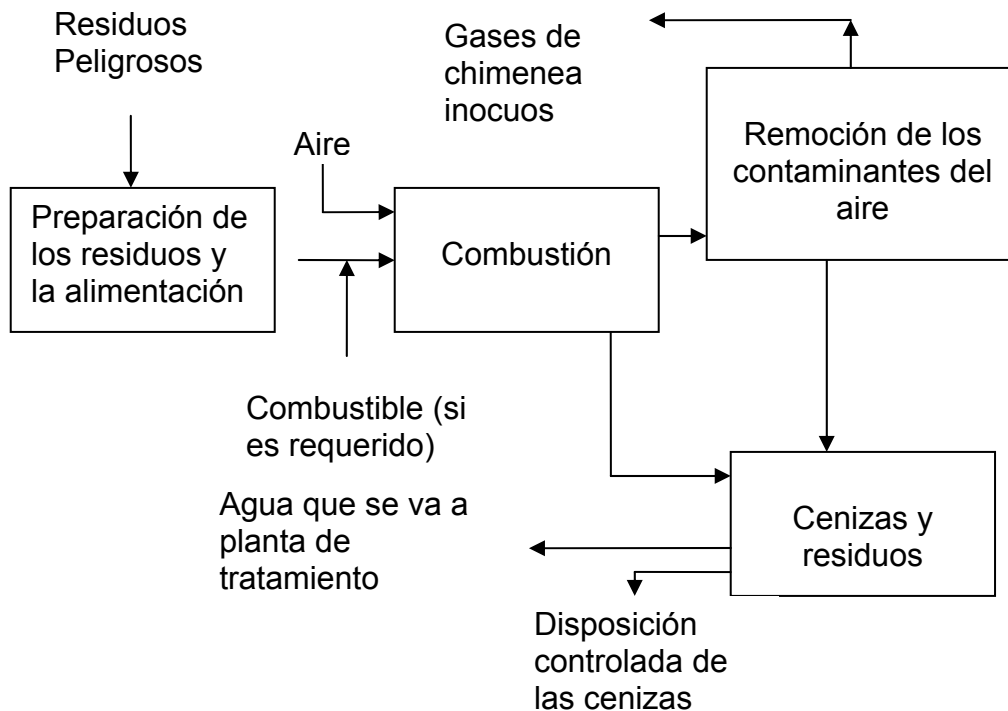 Residuos
Peligrosos
Gases de
chimenea
inocuos
Remoción de los
contaminantes del
aire
Aire
Preparación de
los residuos y
la alimentación
Combustión
Combustible (si
es requerido)
Agua que se va a
planta de
tratamiento
Cenizas y
residuos
Disposición
controlada de
las cenizas